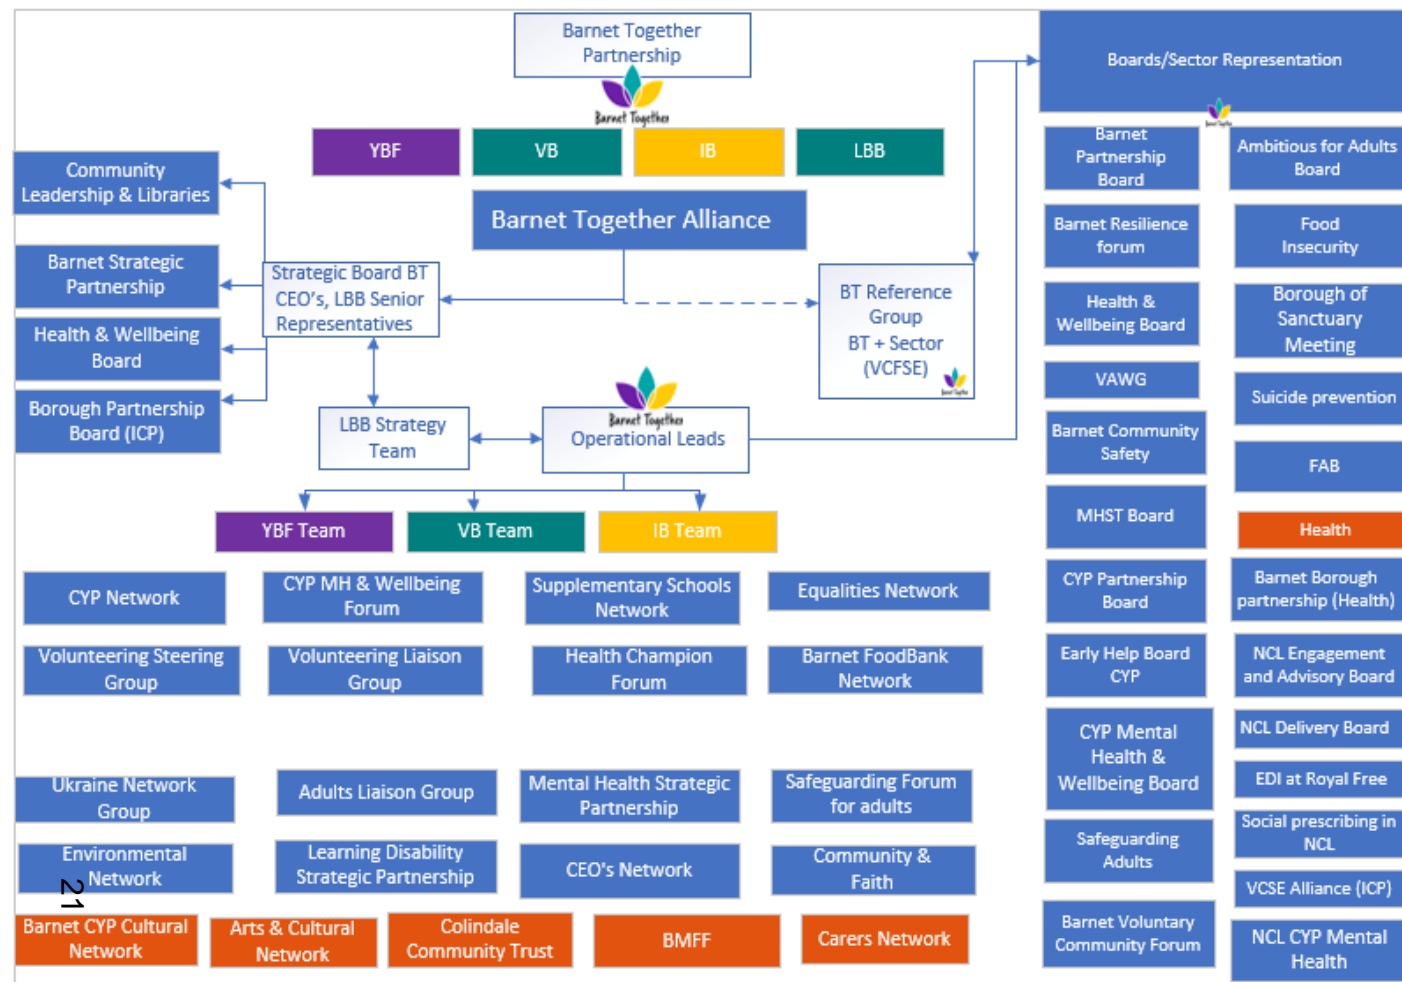 Barnet Together
Partnership
Barnet Together
YBF
VB
IB
LBB
Barnet Together Alliance
Community
Leadership & Libraries
Barnet Strategic
Partnership
Health & Wellbeing
Board
Borough Partnership
Board (ICP)
Strategic Board BT
CEO's, LBB Senior
Representatives
BT Reference
Group
BT + Sector
(VCFSE)
Barnet Together
LBB Strategy
Team
Barnet Together
Operational Leads
YBF Team
VB Team
IB Team
CYP Network
CYP MH & Wellbeing
Forum
Supplementary Schools
Network
Equalities Network
Volunteering Steering
Group
Volunteering Liaison
Group
Health Champion
Forum
Barnet FoodBank
Network
Ukraine Network
Group
Adults Liaison Group
Mental Health Strategic
Partnership
Safeguarding Forum
for adults
Environmental
Network
Learning Disability
Strategic Partnership
CEO's Network
Community &
Faith
21
Barnet CYP Cultural
Network
Arts & Cultural
Network
Colindale
Community Trust
BMFF
Carers Network
Boards/Sector Representation
Barnet Together
Barnet
Partnership
Board
Barnet Resilience
forum
Health &
Wellbeing Board
VAWG
Barnet Community
Safety
MHST Board
CYP Partnership
Board
Early Help Board
CYP
CYP Mental
Health &
Wellbeing Board
Safeguarding
Adults
Barnet Voluntary
Community Forum
Ambitious for Adults
Board
Food
Insecurity
Borough of
Sanctuary
Meeting
Suicide prevention
FAB
Health
Barnet Borough
partnership (Health)
NCL Engagement
and Advisory Board
NCL Delivery Board
EDI at Royal Free
Social prescribing in
NCL
VCSE Alliance (ICP)
NCL CYP Mental
Health